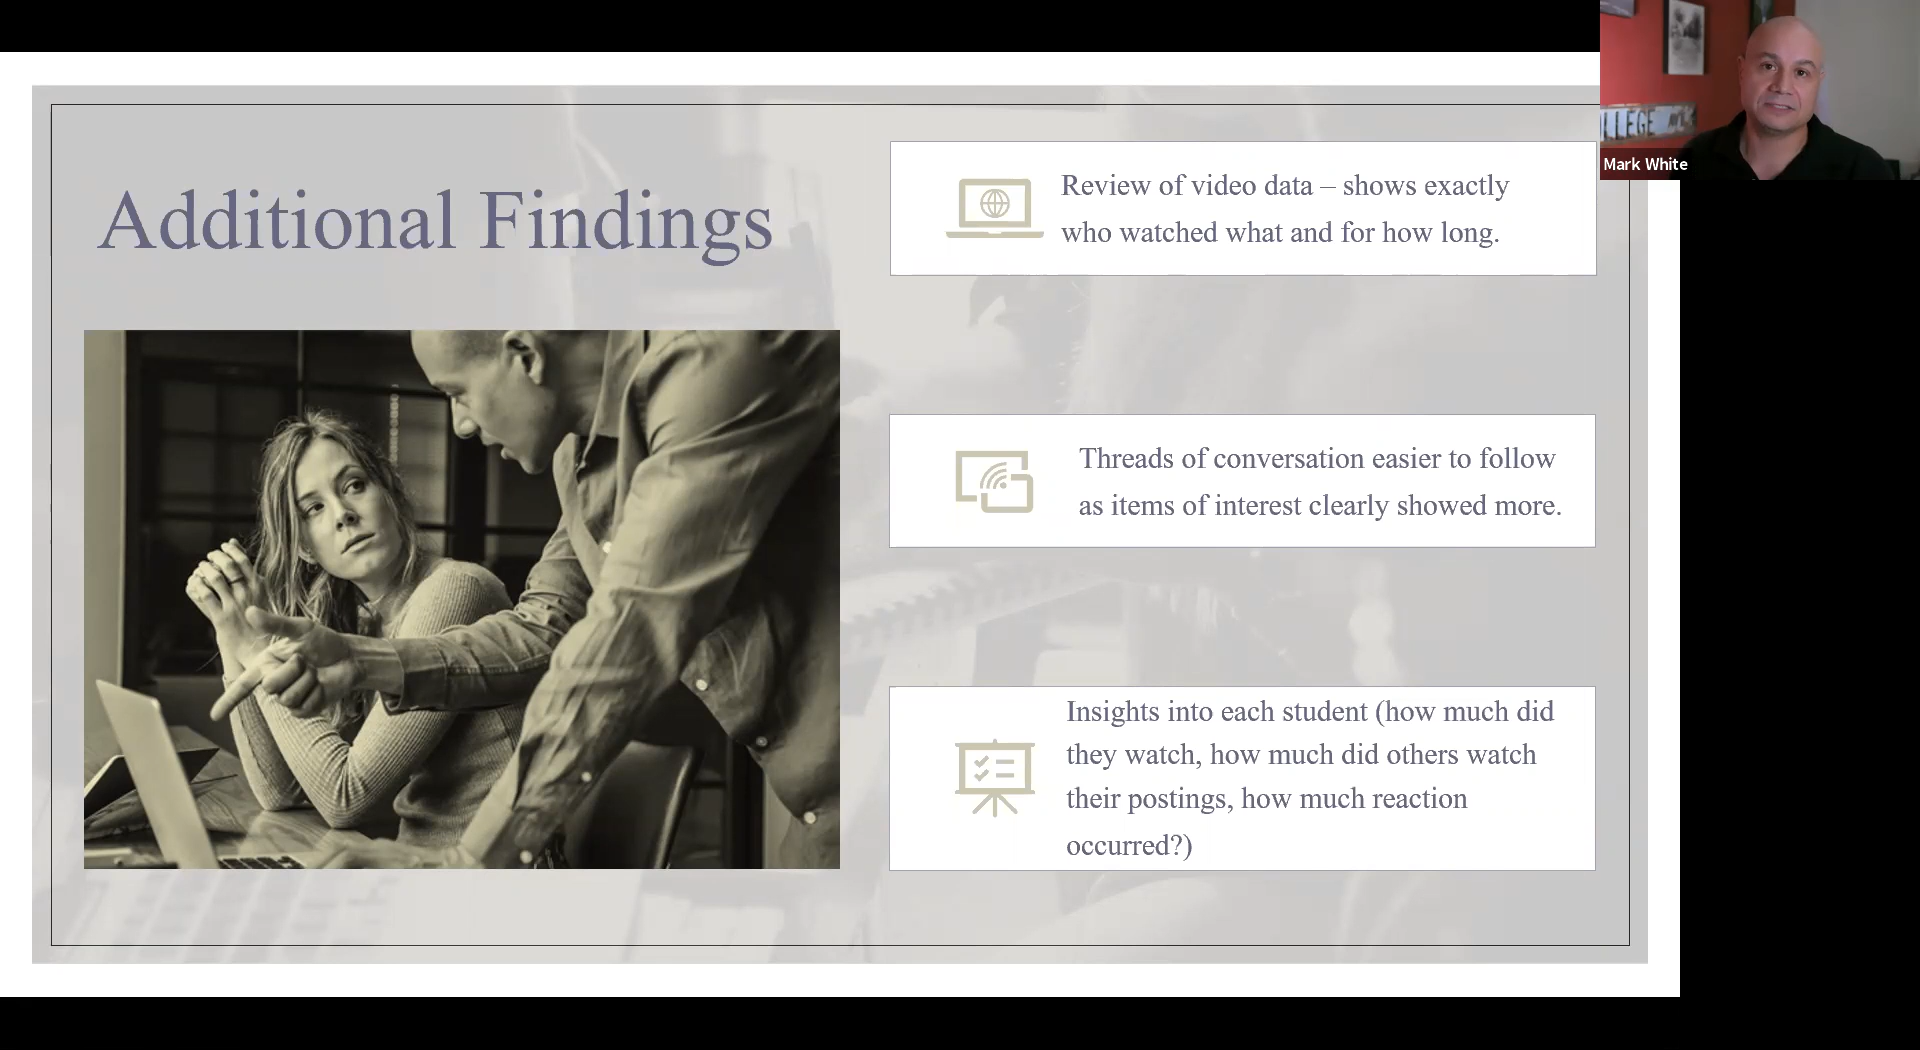 Additional Findings
Review of video data – shows exactly
who watched what and for how long.
Threads of conversation easier to follow
as items of interest clearly showed more.
Insights into each student (how much did
they watch, how much did others watch
their postings, how much reaction
occurred?)
Mark White